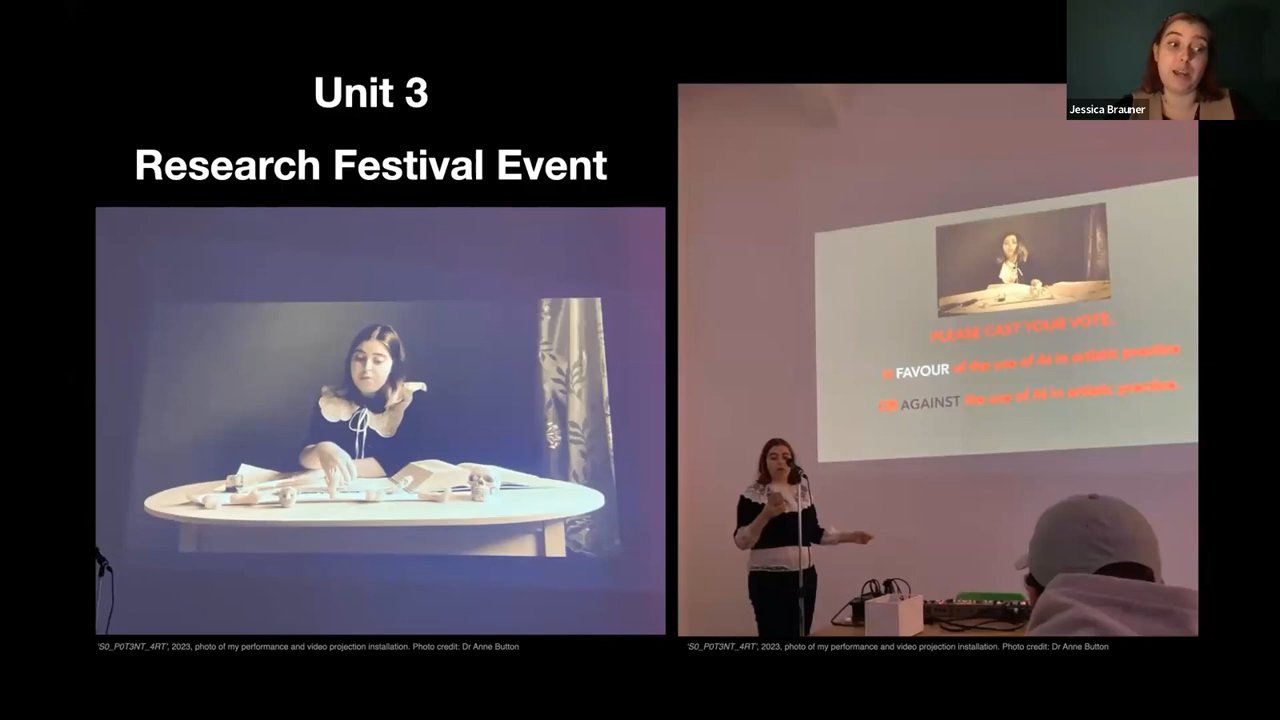 Unit 3
Research Festival Event
Jessica Brauner
PLEASE CAST YOUR VOTE.
FAVOUR of the use of AI in artistic practice
OR AGAINST the use of AI in artistic practice.
'S0_P0T3NT_4RT', 2023, photo of my performance and video projection installation. Photo credit: Dr Anne Button
'S0_P0T3NT_4RT', 2023, photo of my performance and video projection installation. Photo credit: Dr Anne Button